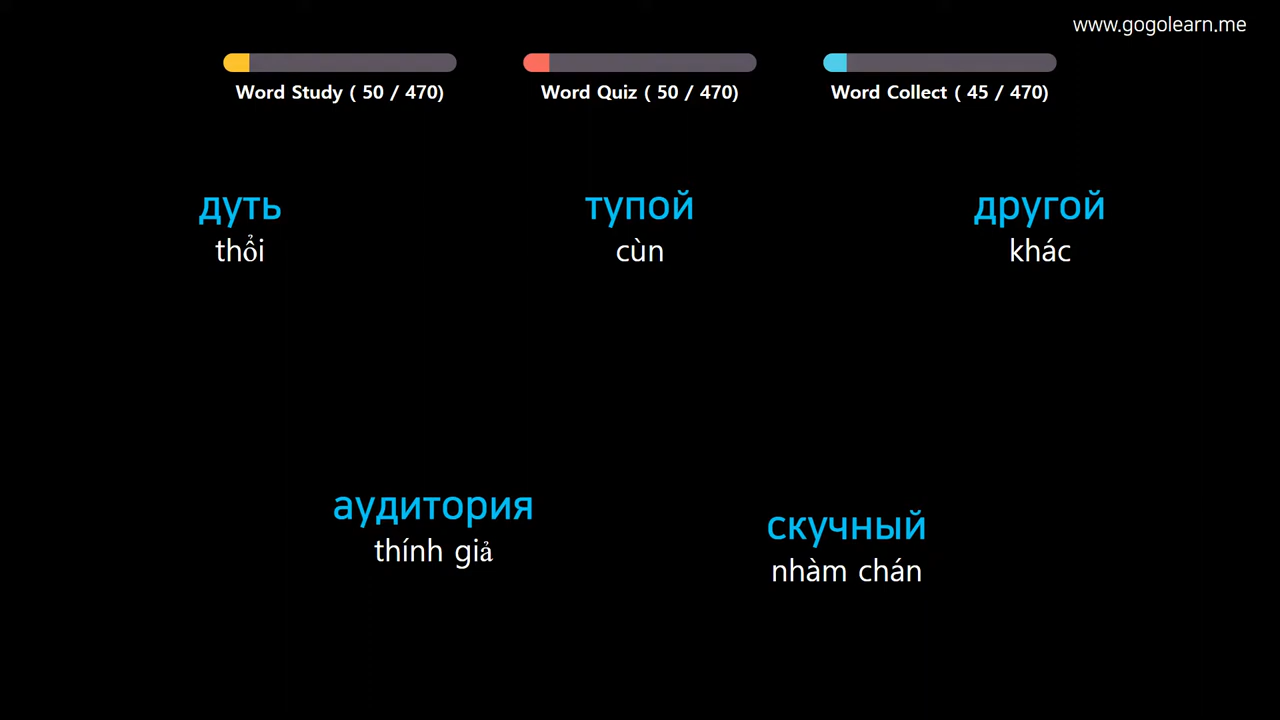 www.gogolearn.me
Word Study ( 50 / 470)
Word Quiz ( 50 / 470)
Word Collect ( 45 / 470)
дуть
thổi
тупой
cùn
другой
khác
аудитория
thính giả
скучный
nhàm chán